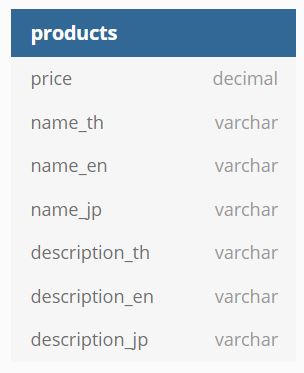 products
price decimal
name_th varchar
name_en varchar
name_jp varchar
description_th varchar
description_en varchar
description_jp varchar